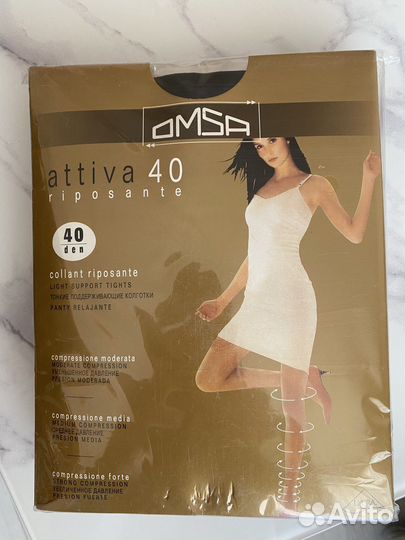 OMSA
attiva 40
riposante
40
den
collant riposante
LIGHT SUPPORT TIGHTS
ТОНКИЕ ПОДДЕРЖИВАЮЩИЕ КОЛГОТКИ
PANTY RELAJANTE
compressione moderata
MODERATE COMPRESSION
УМЕНЬШЕННОЕ ДАВЛЕНИЕ
PRESION MODERADA
compressione media
MEDIUM COMPRESSION
СРЕДНЕЕ ДАВЛЕНИЕ
PRESION MEDIA
compressione forte
STRONG COMPRESSION
УВЕЛИЧЕННОЕ ДАВЛЕНИЕ
PRESION FUERTE
Avito